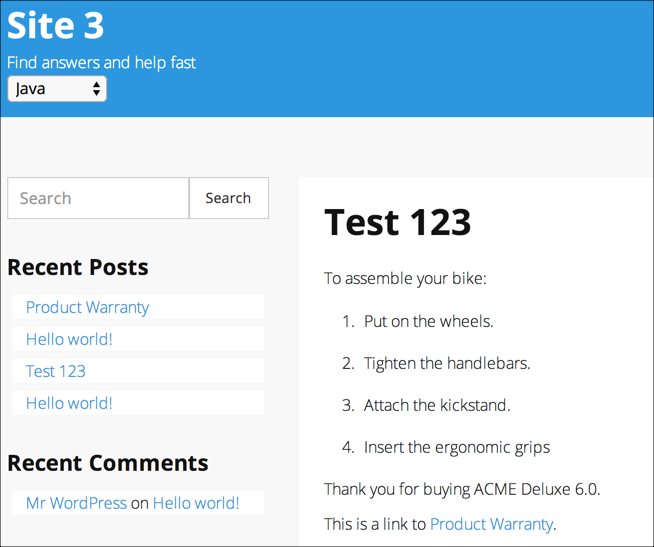 Site 3
Find answers and help fast
Java
Search
Search
Recent Posts
Product Warranty
Hello world!
Test 123
Hello world!
Recent Comments
Mr WordPress on Hello world!
Test 123
To assemble your bike:
1. Put on the wheels.
2. Tighten the handlebars.
3. Attach the kickstand.
4. Insert the ergonomic grips
Thank you for buying ACME Deluxe 6.0.
This is a link to Product Warranty.